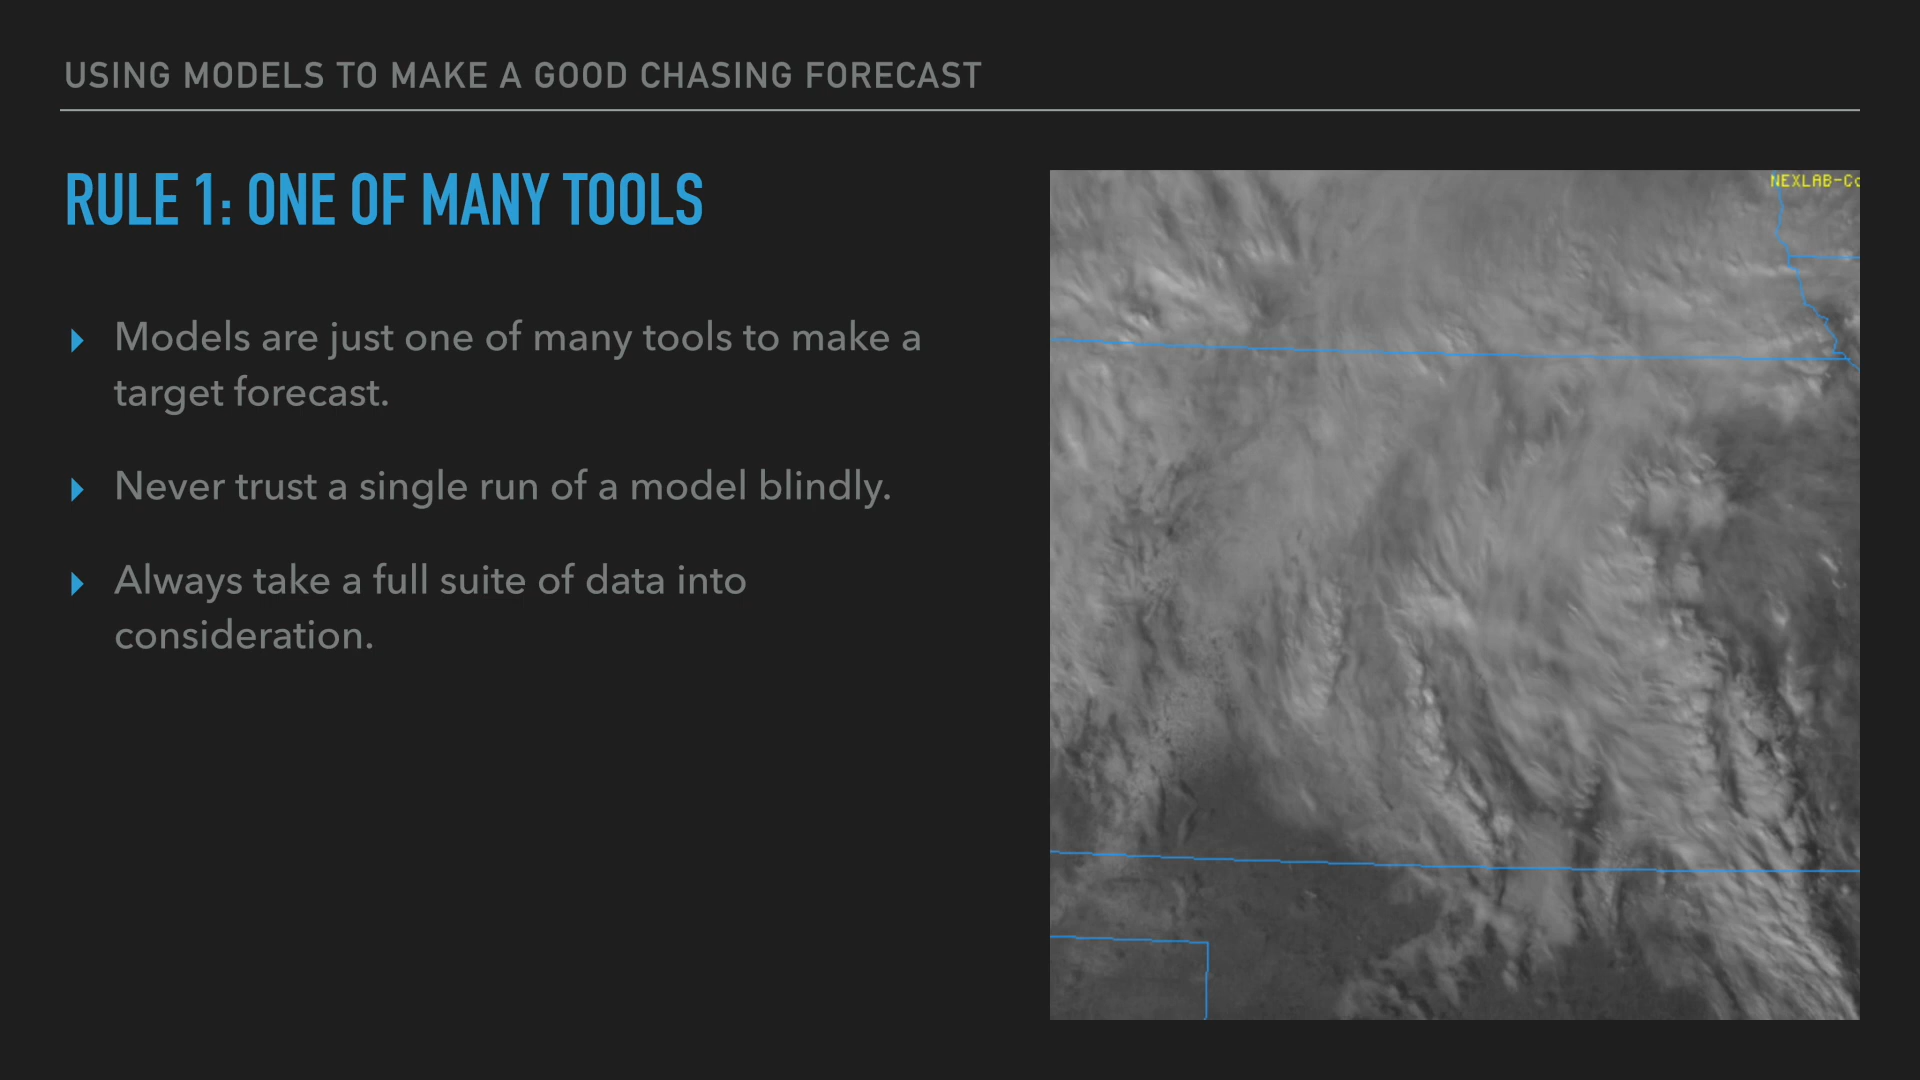 USING MODELS TO MAKE A GOOD CHASING FORECAST
RULE 1: ONE OF MANY TOOLS
Models are just one of many tools to make a
target forecast.
Never trust a single run of a model blindly.
Always take a full suite of data into
consideration.
NEXLAB-Co